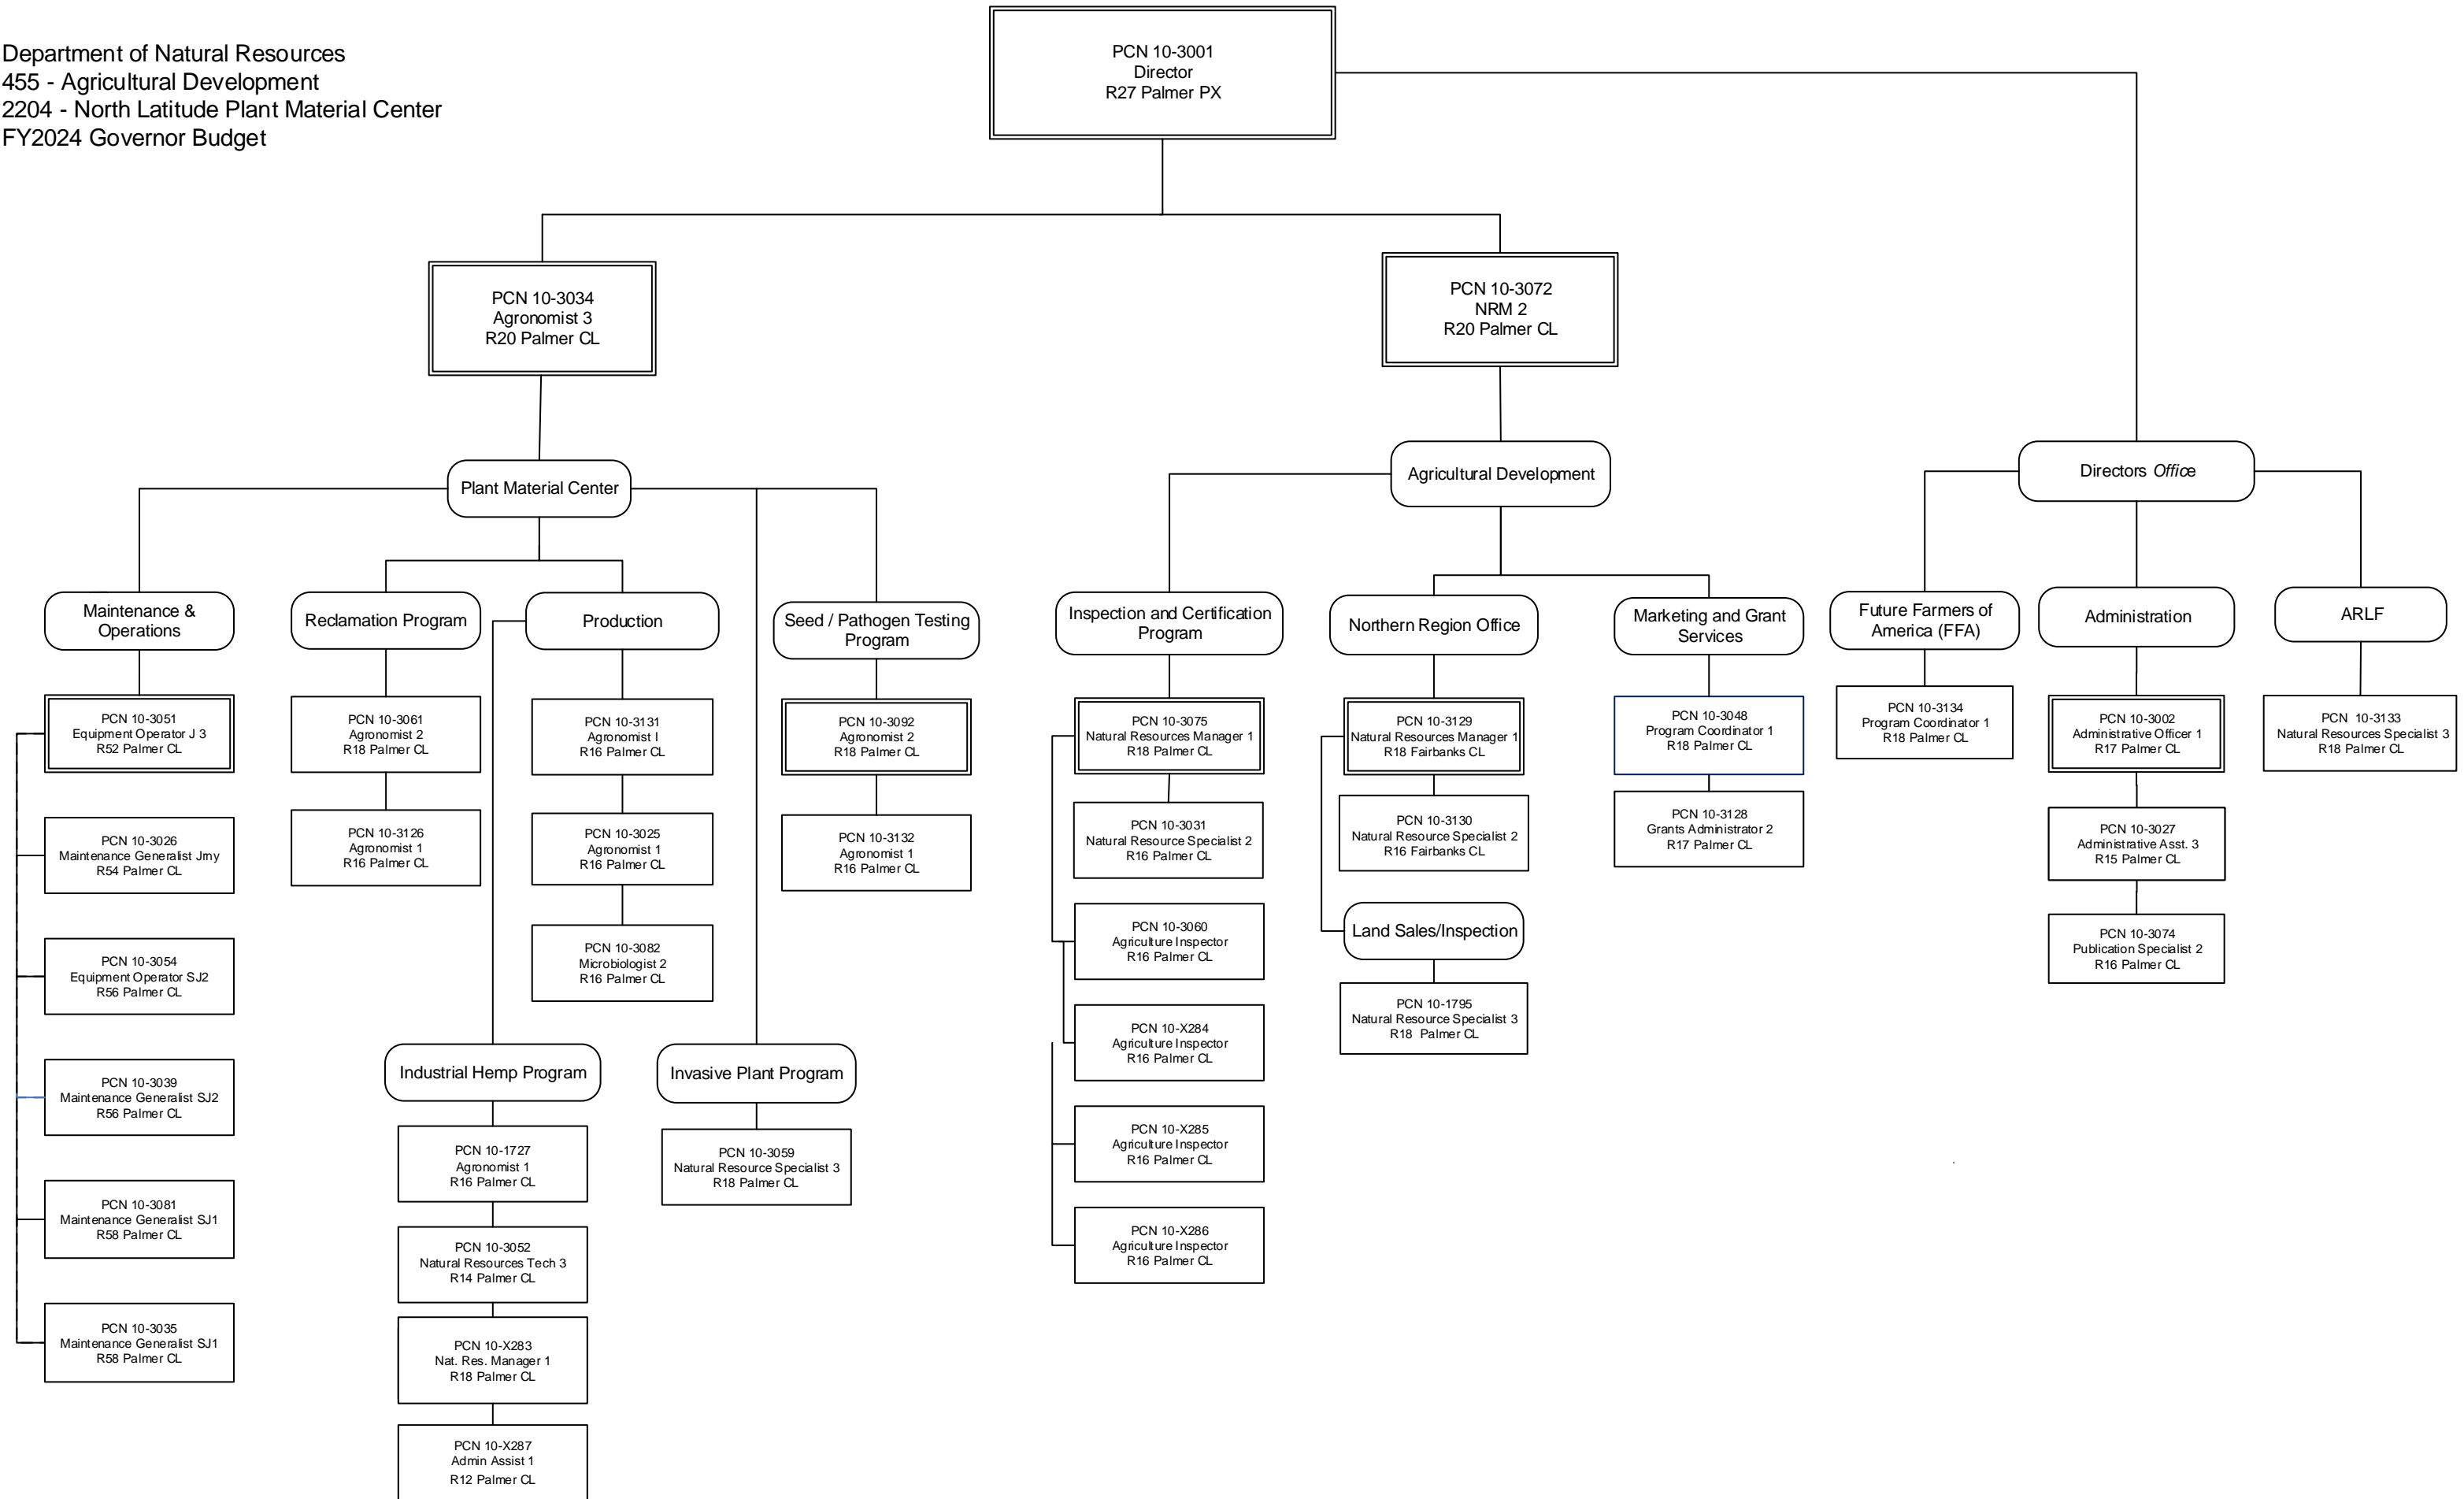 Department of Natural Resources
455 - Agricultural Development
2204 - North Latitude Plant Material Center
FY2024 Governor Budget
PCN 10-3001
Director
R27 Palmer PX
PCN 10-3034
Agronomist 3
R20 Palmer CL
PCN 10-3072
NRM 2
R20 Palmer CL
Plant Material Center
Agricultural Development
Directors Office
Maintenance &
Operations
Reclamation Program
Production
Seed / Pathogen Testing
Program
Inspection and Certification
Program
Northern Region Office
Marketing and Grant
Services
Future Farmers of
America (FFA)
Administration
ARLF
PCN 10-3051
Equipment Operator J 3
R52 Palmer CL
PCN 10-3026
Maintenance Generalist Jrny
R54 Palmer CL
PCN 10-3054
Equipment Operator SJ2
R56 Palmer CL
PCN 10-3039
Maintenance Generalist SJ2
R56 Palmer CL
PCN 10-3081
Maintenance Generalist SJ1
R58 Palmer CL
PCN 10-3035
Maintenance Generalist SJ1
R58 Palmer CL
PCN 10-3061
Agronomist 2
R18 Palmer CL
PCN 10-3126
Agronomist 1
R16 Palmer CL
PCN 10-3131
Agronomist I
R16 Palmer CL
PCN 10-3025
Agronomist 1
R16 Palmer CL
PCN 10-3082
Microbiologist 2
R16 Palmer CL
Industrial Hemp Program
PCN 10-1727
Agronomist 1
R16 Palmer CL
PCN 10-3052
Natural Resources Tech 3
R14 Palmer CL
PCN 10-X283
Nat. Res. Manager 1
R18 Palmer CL
PCN 10-X287
Admin Assist 1
R12 Palmer CL
Invasive Plant Program
PCN 10-3059
Natural Resource Specialist 3
R18 Palmer CL
PCN 10-3092
Agronomist 2
R18 Palmer CL
PCN 10-3132
Agronomist 1
R16 Palmer CL
PCN 10-3075
Natural Resources Manager 1
R18 Palmer CL
PCN 10-3031
Natural Resource Specialist 2
R16 Palmer CL
PCN 10-3060
Agriculture Inspector
R16 Palmer CL
PCN 10-X284
Agriculture Inspector
R16 Palmer CL
PCN 10-X285
Agriculture Inspector
R16 Palmer CL
PCN 10-X286
Agriculture Inspector
R16 Palmer CL
PCN 10-3129
Natural Resources Manager 1
R18 Fairbanks CL
PCN 10-3130
Natural Resource Specialist 2
R16 Fairbanks CL
Land Sales/Inspection
PCN 10-1795
Natural Resource Specialist 3
R18 Palmer CL
PCN 10-3048
Program Coordinator 1
R18 Palmer CL
PCN 10-3128
Grants Administrator 2
R17 Palmer CL
PCN 10-3134
Program Coordinator 1
R18 Palmer CL
PCN 10-3002
Administrative Officer 1
R17 Palmer CL
PCN 10-3027
Administrative Asst. 3
R15 Palmer CL
PCN 10-3074
Publication Specialist 2
R16 Palmer CL
PCN 10-3133
Natural Resources Specialist 3
R18 Palmer CL